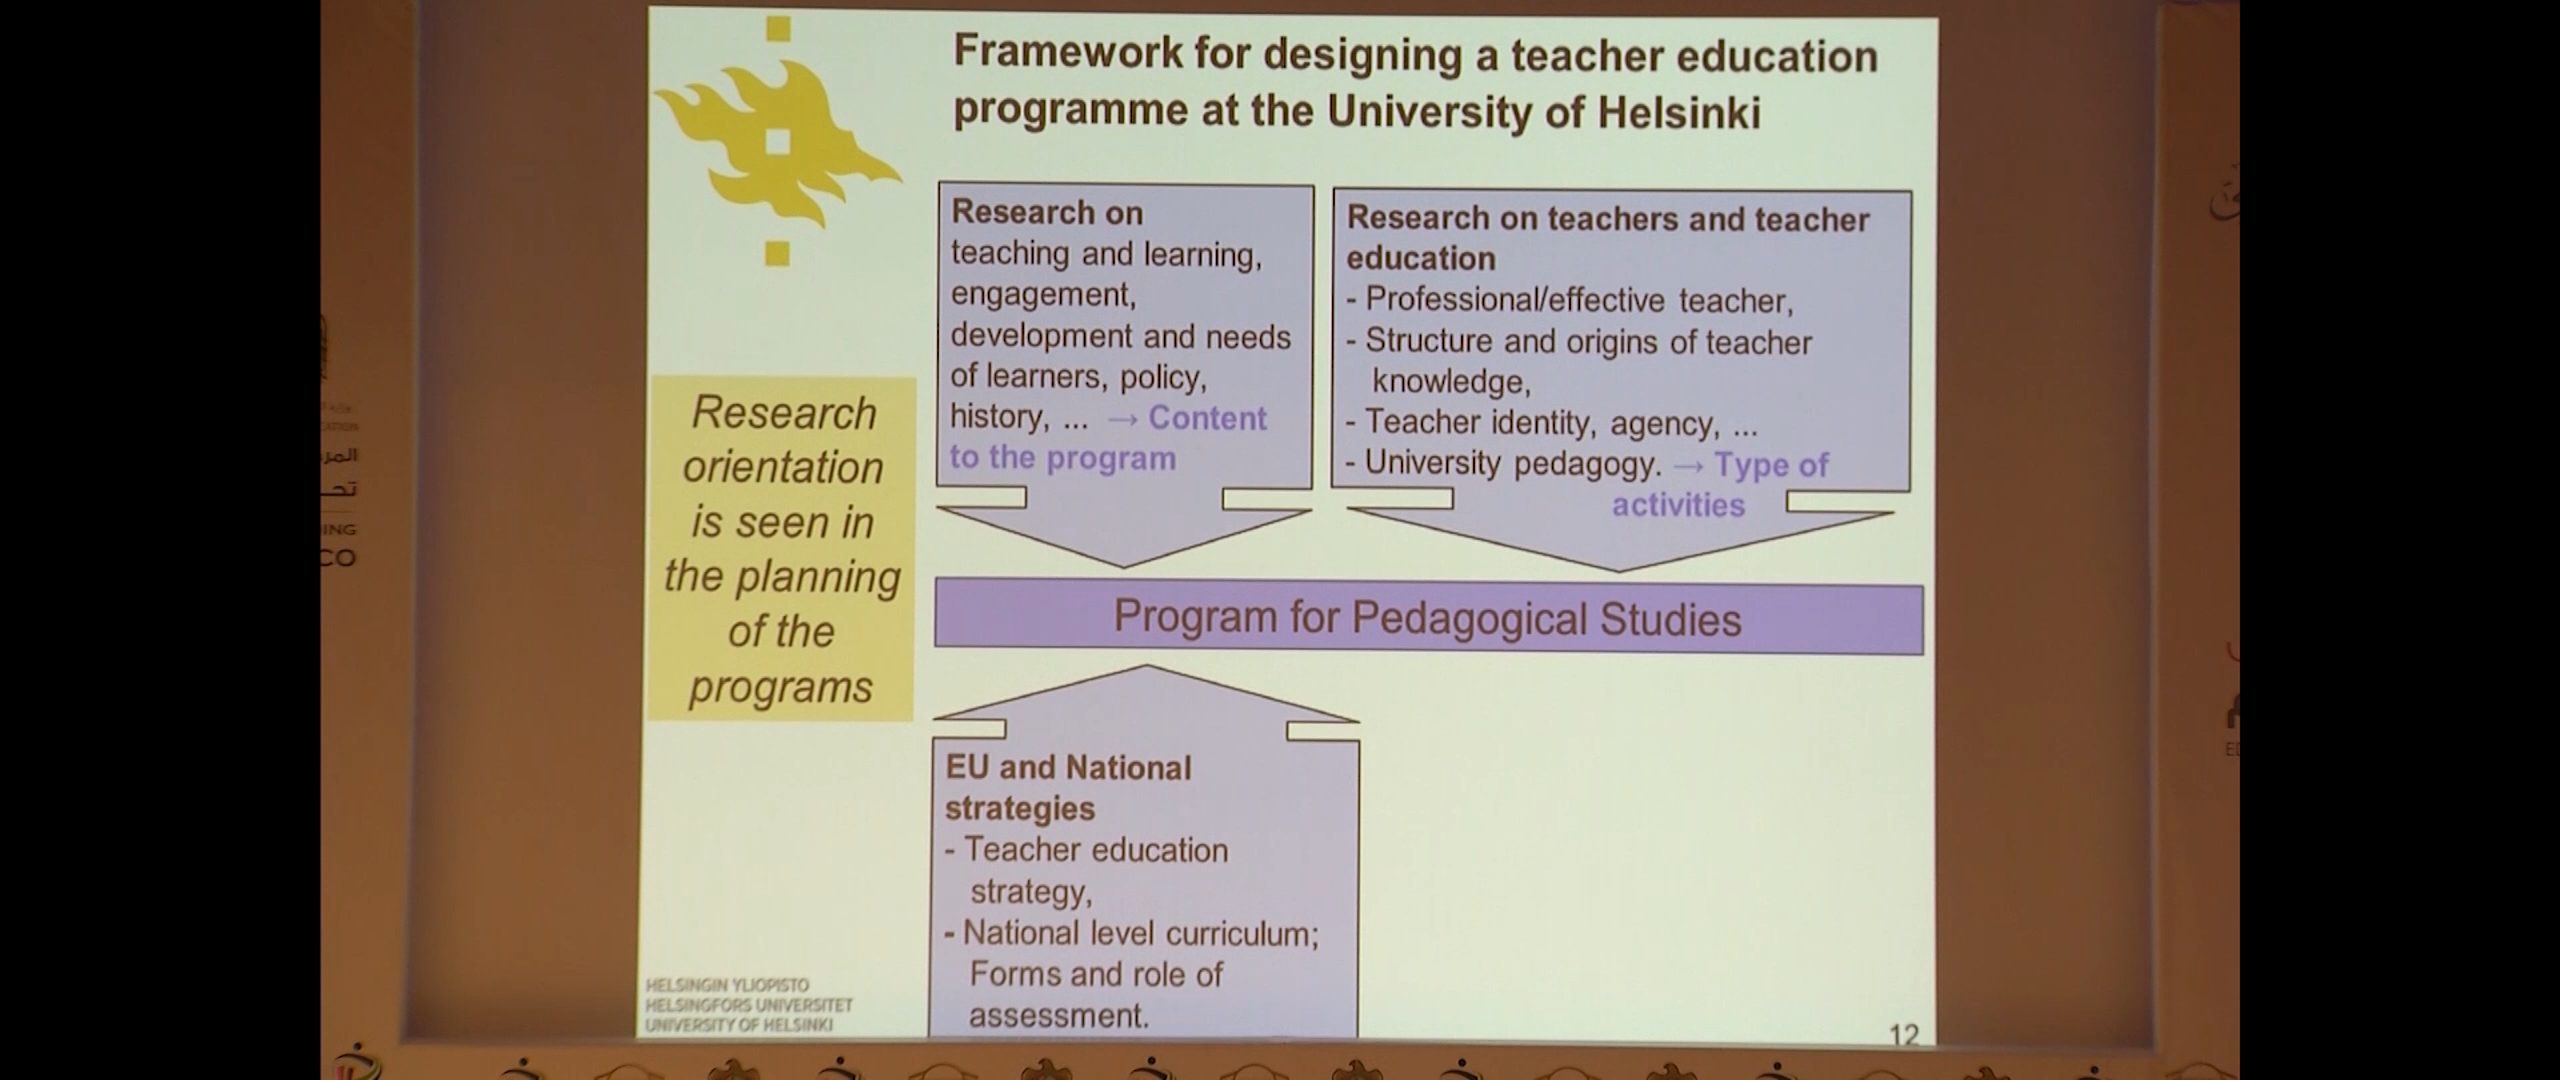 Framework for designing a teacher education
programme at the University of Helsinki
Research on
teaching and learning,
engagement,
development and needs
of learners, policy,
history, ... → Content
to the program
Research on teachers and teacher
education
- Professional/effective teacher,
- Structure and origins of teacher
knowledge,
- Teacher identity, agency, ...
- University pedagogy. → Type of
activities
Research
orientation
is seen in
the planning
of the
programs
Program for Pedagogical Studies
EU and National
strategies
- Teacher education
strategy,
- National level curriculum;
Forms and role of
assessment.
HELSINGIN YLIOPISTO
HELSINGFORS UNIVERSITET
UNIVERSITY OF HELSINKI
12